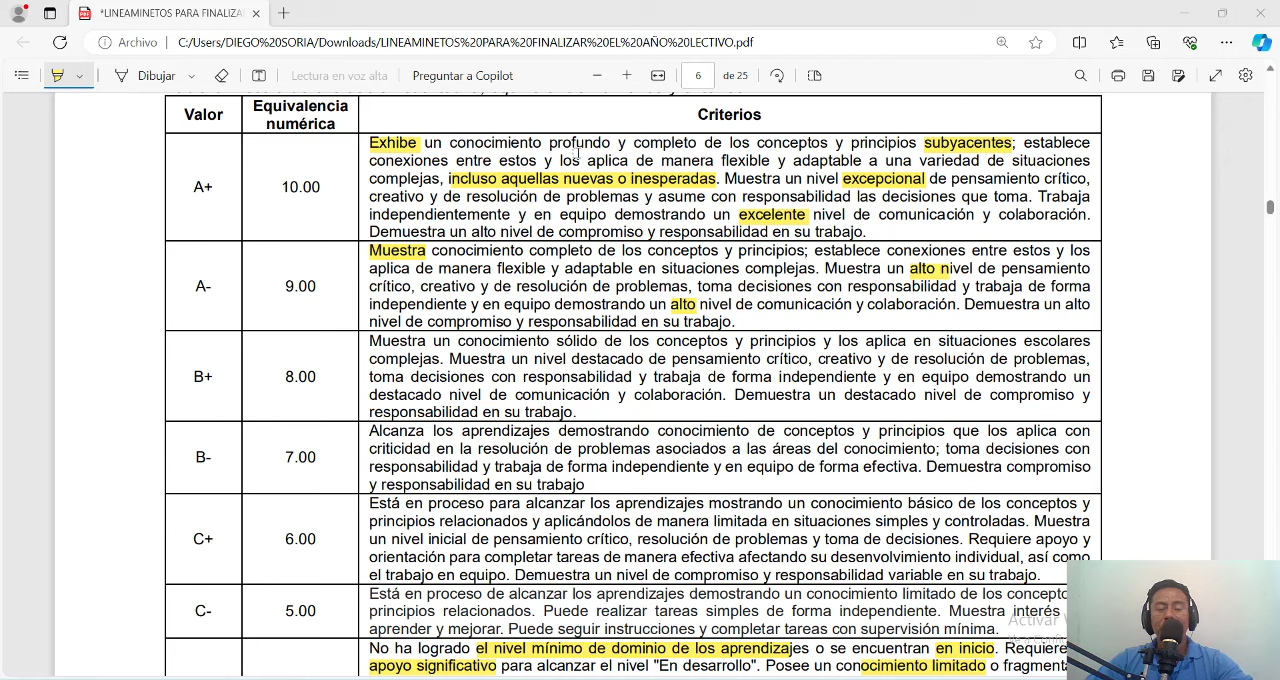 *LINEAMINETOS PARA FINALIZA
Archivo
C:/Users/DIEGO%20SORIA/Downloads/LINEAMINETOS%20PARA%20FINALIZAR%20EL%20AÑO%20LECTIVO.pdf
Dibujar
Lectura en voz alta
Preguntar a Copilot
6
de 25
Valor
Equivalencia
numérica
Criterios
A+
10.00
Exhibe un conocimiento profundo y completo de los conceptos y principios subyacentes; establece
conexiones entre estos y los aplica de manera flexible y adaptable a una variedad de situaciones
complejas, incluso aquellas nuevas o inesperadas. Muestra un nivel excepcional de pensamiento crítico,
creativo y de resolución de problemas y asume con responsabilidad las decisiones que toma. Trabaja
independientemente y en equipo demostrando un excelente nivel de comunicación y colaboración.
Demuestra un alto nivel de compromiso y responsabilidad en su trabajo.
A-
9.00
Muestra conocimiento completo de los conceptos y principios; establece conexiones entre estos y los
aplica de manera flexible y adaptable en situaciones complejas. Muestra un alto nivel de pensamiento
crítico, creativo y de resolución de problemas, toma decisiones con responsabilidad y trabaja de forma
independiente y en equipo demostrando un alto nivel de comunicación y colaboración. Demuestra un alto
nivel de compromiso y responsabilidad en su trabajo.
B+
8.00
Muestra un conocimiento sólido de los conceptos y principios y los aplica en situaciones escolares
complejas. Muestra un nivel destacado de pensamiento crítico, creativo y de resolución de problemas,
toma decisiones con responsabilidad y trabaja de forma independiente y en equipo demostrando un
destacado nivel de comunicación y colaboración. Demuestra un destacado nivel de compromiso y
responsabilidad en su trabajo.
B-
7.00
Alcanza los aprendizajes demostrando conocimiento de conceptos y principios que los aplica con
criticidad en la resolución de problemas asociados a las áreas del conocimiento; toma decisiones con
responsabilidad y trabaja de forma independiente y en equipo de forma efectiva. Demuestra compromiso
y responsabilidad en su trabajo
C+
6.00
Está en proceso para alcanzar los aprendizajes mostrando un conocimiento básico de los conceptos y
principios relacionados y aplicándolos de manera limitada en situaciones simples y controladas. Muestra
un nivel inicial de pensamiento crítico, resolución de problemas y toma de decisiones. Requiere apoyo y
orientación para completar tareas de manera efectiva afectando su desenvolvimiento individual, así como
el trabajo en equipo. Demuestra un nivel de compromiso y responsabilidad variable en su trabajo.
C-
5.00
Está en proceso de alcanzar los aprendizajes demostrando un conocimiento limitado de los concepto
principios relacionados. Puede realizar tareas simples de forma independiente. Muestra interés
aprender y mejorar. Puede seguir instrucciones y completar tareas con supervisión mínima.
No ha logrado el nivel mínimo de dominio de los aprendizajes o se encuentran en inicio. Requiere
apoyo significativo para alcanzar el nivel "En desarrollo". Posee un conocimiento limitado o fragment
Activar